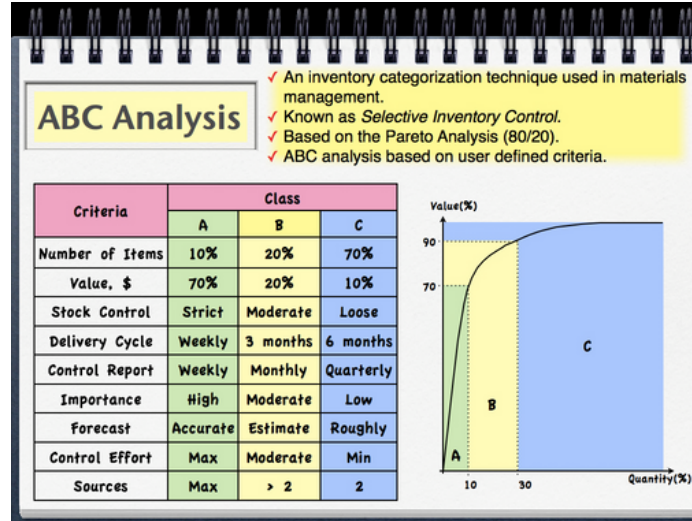 ABC Analysis
✓ An inventory categorization technique used in materials
management.
✓ Known as Selective Inventory Control.
✓ Based on the Pareto Analysis (80/20).
✓ ABC analysis based on user defined criteria.
Criteria Class
A B C
Number of Items 10% 20% 70%
Value, $ 70% 20% 10%
Stock Control Strict Moderate Loose
Delivery Cycle Weekly 3 months 6 months
Control Report Weekly Monthly Quarterly
Importance High Moderate Low
Forecast Accurate Estimate Roughly
Control Effort Max Moderate Min
Sources Max > 2 2
Value(%)
90
70
C
B
A
10 30 Quantity(%)